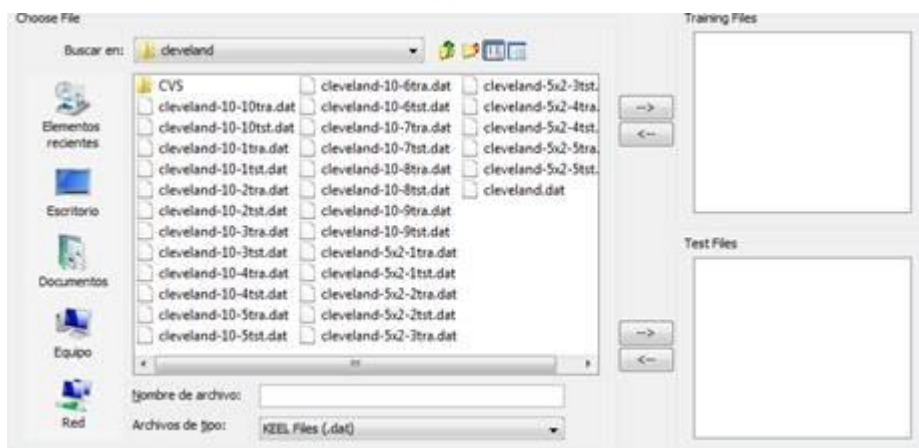 Choose File
Training Files
Buscar en: cleveland
CVS
cleveland-10-10tra.dat
cleveland-10-10tst.dat
cleveland-10-1tra.dat
cleveland-10-1tst.dat
cleveland-10-2tra.dat
cleveland-10-2tst.dat
cleveland-10-3tra.dat
cleveland-10-3tst.dat
cleveland-10-4tra.dat
cleveland-10-4tst.dat
cleveland-10-5tra.dat
cleveland-10-5tst.dat
cleveland-10-6tra.dat
cleveland-10-6tst.dat
cleveland-10-7tra.dat
cleveland-10-7tst.dat
cleveland-10-8tra.dat
cleveland-10-8tst.dat
cleveland-10-9tra.dat
cleveland-10-9tst.dat
cleveland-5x2-1tra.dat
cleveland-5x2-1tst.dat
cleveland-5x2-2tra.dat
cleveland-5x2-2tst.dat
cleveland-5x2-3tra.dat
cleveland-5x2-3tst.
cleveland-5x2-4tra.
cleveland-5x2-4tst.
cleveland-5x2-5tra.
cleveland-5x2-5tst.
cleveland.dat
Elementos
recientes
Escritorio
Documentos
Equipo
Red
-->
<--
Test Files
-->
<--
Nombre de archivo:
Archivos de tipo: KEEL Files (.dat)